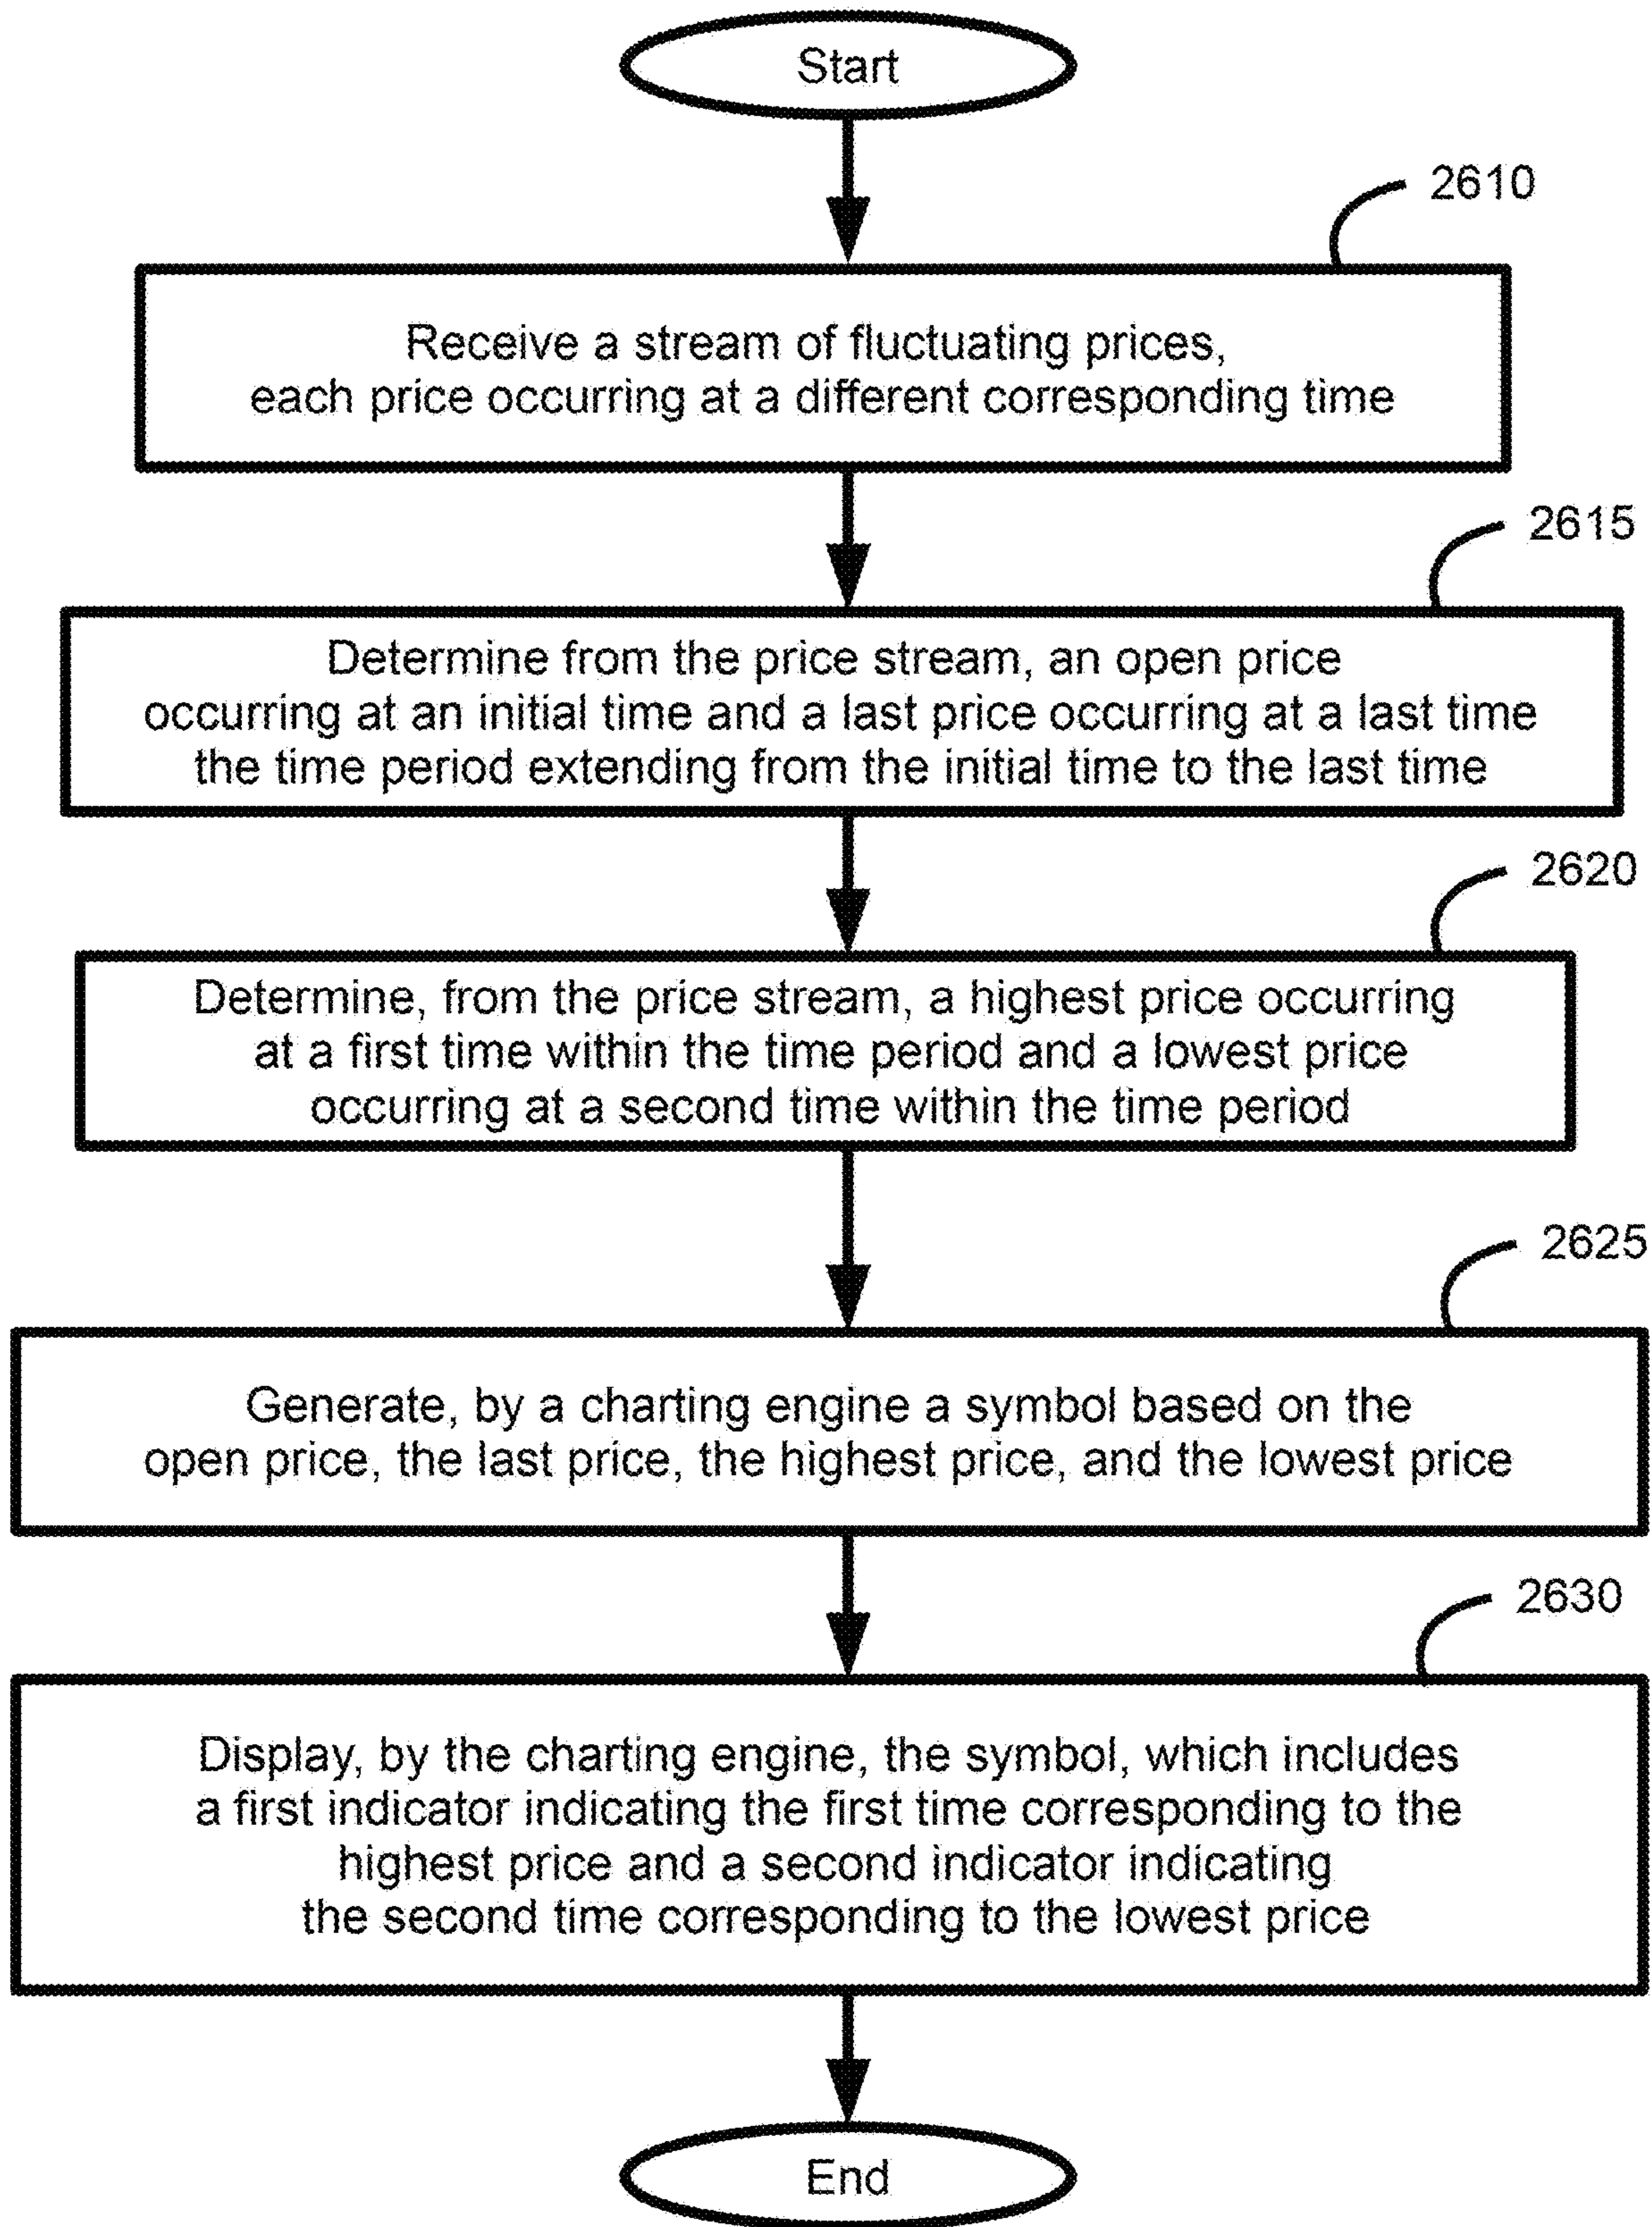 Start
2610
Receive a stream of fluctuating prices,
each price occurring at a different corresponding time
2615
Determine from the price stream, an open price
occurring at an initial time and a last price occurring at a last time
the time period extending from the initial time to the last time
2620
Determine, from the price stream, a highest price occurring
at a first time within the time period and a lowest price
occurring at a second time within the time period
2625
Generate, by a charting engine a symbol based on the
open price, the last price, the highest price, and the lowest price
2630
Display, by the charting engine, the symbol, which includes
a first indicator indicating the first time corresponding to the
highest price and a second indicator indicating
the second time corresponding to the lowest price
End